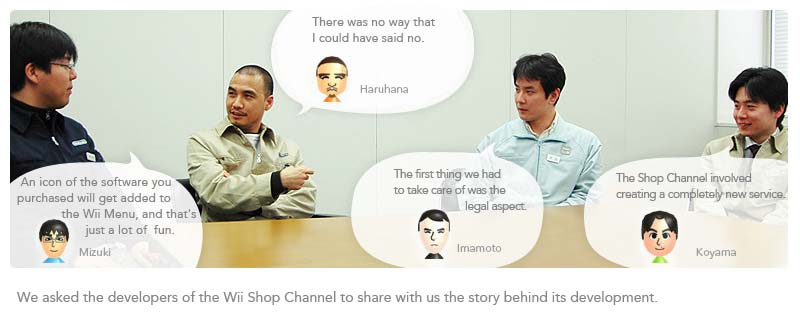 There was no way that
I could have said no.
Haruhana
An icon of the software you
purchased will get added to
the Wii Menu, and that's
just a lot of fun.
Mizuki
The first thing we had
to take care of was the
legal aspect.
Imamoto
The Shop Channel involved
creating a completely new service.
Koyama
We asked the developers of the Wii Shop Channel to share with us the story behind its development.